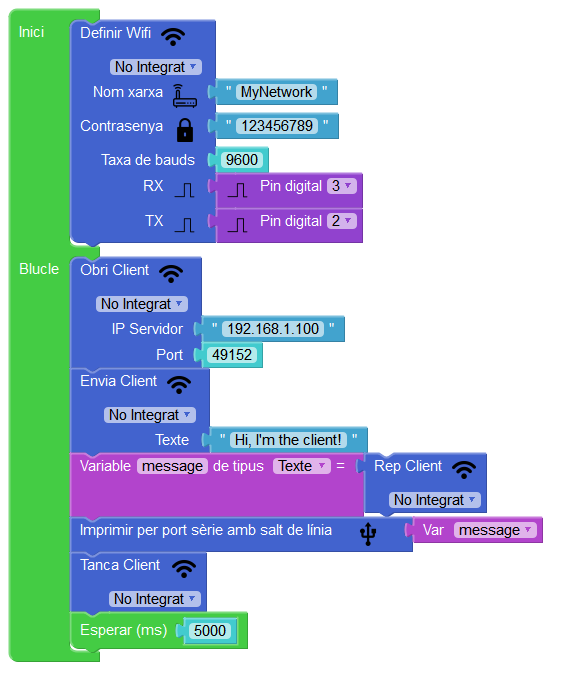 Inici
Definir Wifi
No Integrat
Nom xarxa " MyNetwork "
Contrasenya " 123456789 "
Taxa de bauds 9600
RX Pin digital 3
TX Pin digital 2
Blucle
Obri Client
No Integrat
IP Servidor " 192.168.1.100 "
Port 49152
Envia Client
No Integrat
Texte " Hi, I'm the client! "
Variable message de tipus Texte = Rep Client
No Integrat
Imprimir per port sèrie amb salt de línia Var message
Tanca Client
No Integrat
Esperar (ms) 5000